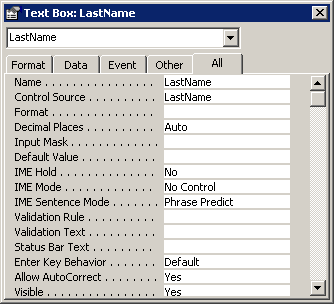 Text Box: LastName
LastName
Format Data Event Other All
Name . . . . . . . . . . . . . . . . . . LastName
Control Source . . . . . . . . . . LastName
Format . . . . . . . . . . . . . . . . .
Decimal Places . . . . . . . . . . Auto
Input Mask . . . . . . . . . . . . .
Default Value . . . . . . . . . . .
IME Hold . . . . . . . . . . . . . . . No
IME Mode . . . . . . . . . . . . . . No Control
IME Sentence Mode . . . . . . Phrase Predict
Validation Rule . . . . . . . . . .
Validation Text . . . . . . . . . .
Status Bar Text . . . . . . . . . .
Enter Key Behavior . . . . . . . Default
Allow AutoCorrect . . . . . . . . Yes
Visible . . . . . . . . . . . . . . . . . Yes